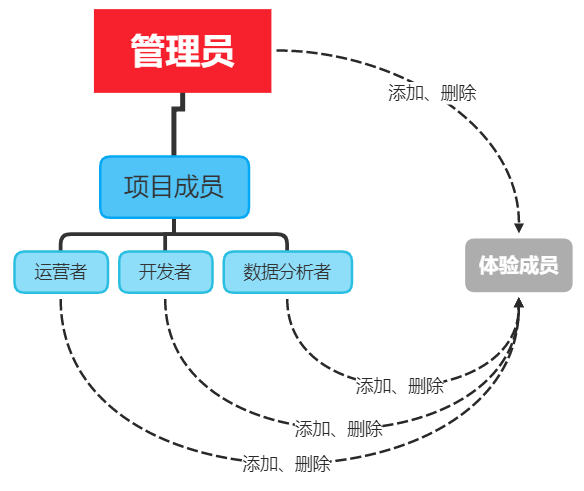 管理员
添加、删除
项目成员
体验成员
运营者
开发者
数据分析者
添加、删除
添加、删除
添加、删除